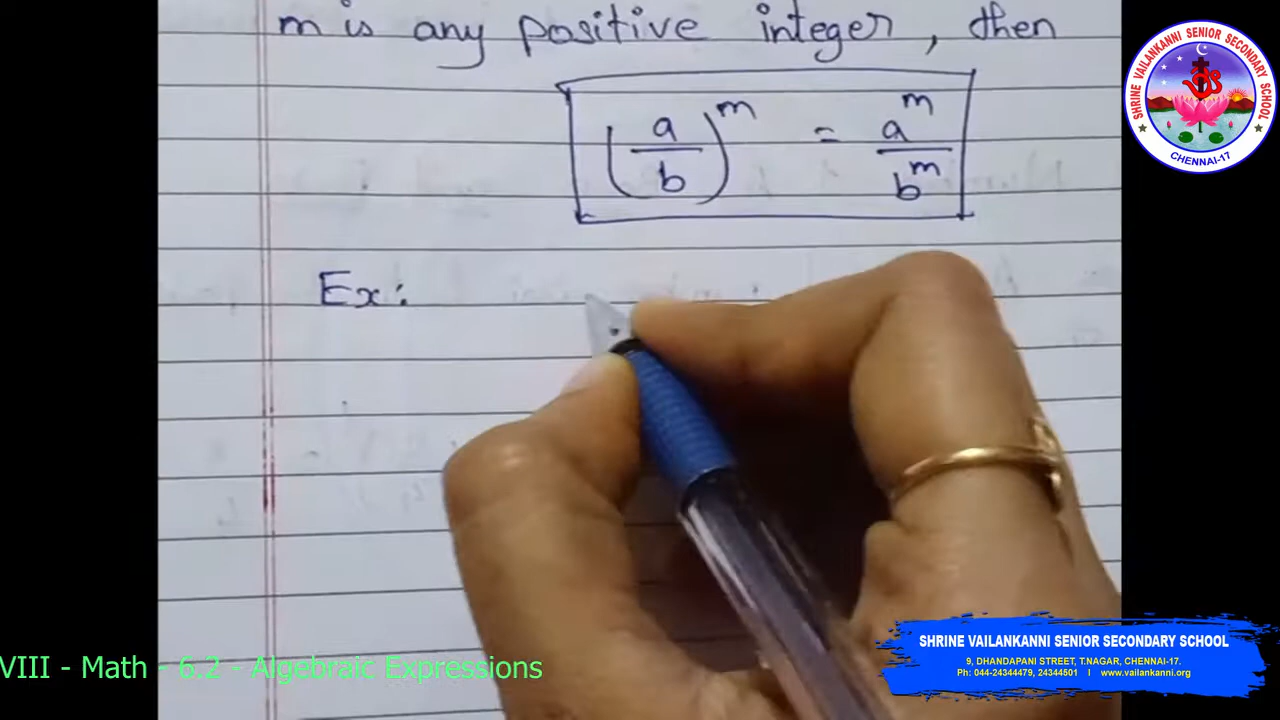 m is any positive integer, then
(a/b)^m = a^m/b^m
Ex:
SHRINE VAILANKANNI SENIOR SECONDARY SCHOOL
CHENNAI-17
VIII - Math - 6.2 - Algebraic Expressions
SHRINE VAILANKANNI SENIOR SECONDARY SCHOOL
9, DHANDAPANI STREET, T.NAGAR, CHENNAI-17.
Ph: 044-24344479, 24344501 I www.vailankanni.org